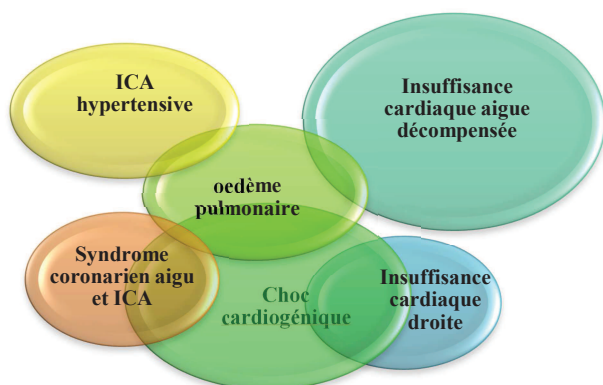 ICA
hypertensive
Insuffisance
cardiaque aigue
décompensée
oedème
pulmonaire
Syndrome
coronarien aigu
et ICA
Choc
cardiogénique
Insuffisance
cardiaque
droite